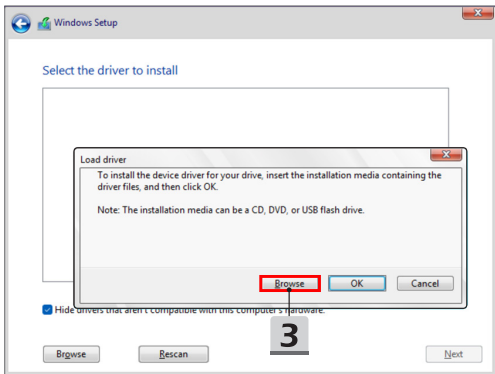 Windows Setup
Select the driver to install
Load driver
To install the device driver for your drive, insert the installation media containing the
driver files, and then click OK.
Note: The installation media can be a CD, DVD, or USB flash drive.
Browse
OK
Cancel
Hide drivers that aren't compatible with this computer's hardware.
3
Browse
Rescan
Next